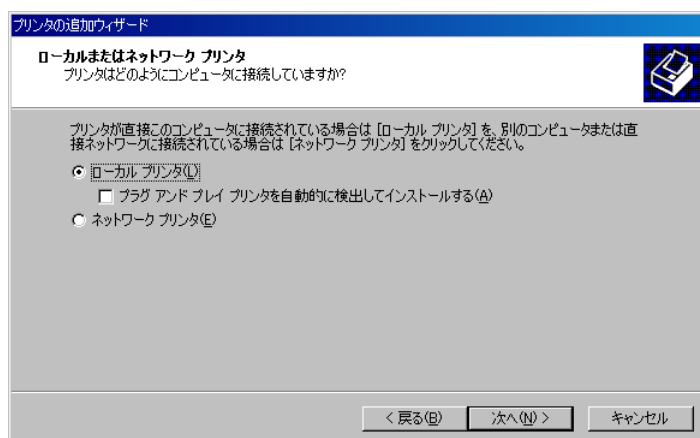 プリンタの追加ウィザード
ローカルまたはネットワーク プリンタ
プリンタはどのようにコンピュータに接続していますか?
プリンタが直接このコンピュータに接続されている場合は [ローカル プリンタ] を、別のコンピュータまたは直
接ネットワークに接続されている場合は [ネットワーク プリンタ] をクリックしてください。
ローカル プリンタ(L)
プラグ アンド プレイ プリンタを自動的に検出してインストールする(A)
ネットワーク プリンタ(E)
< 戻る(B) 次へ(N) > キャンセル